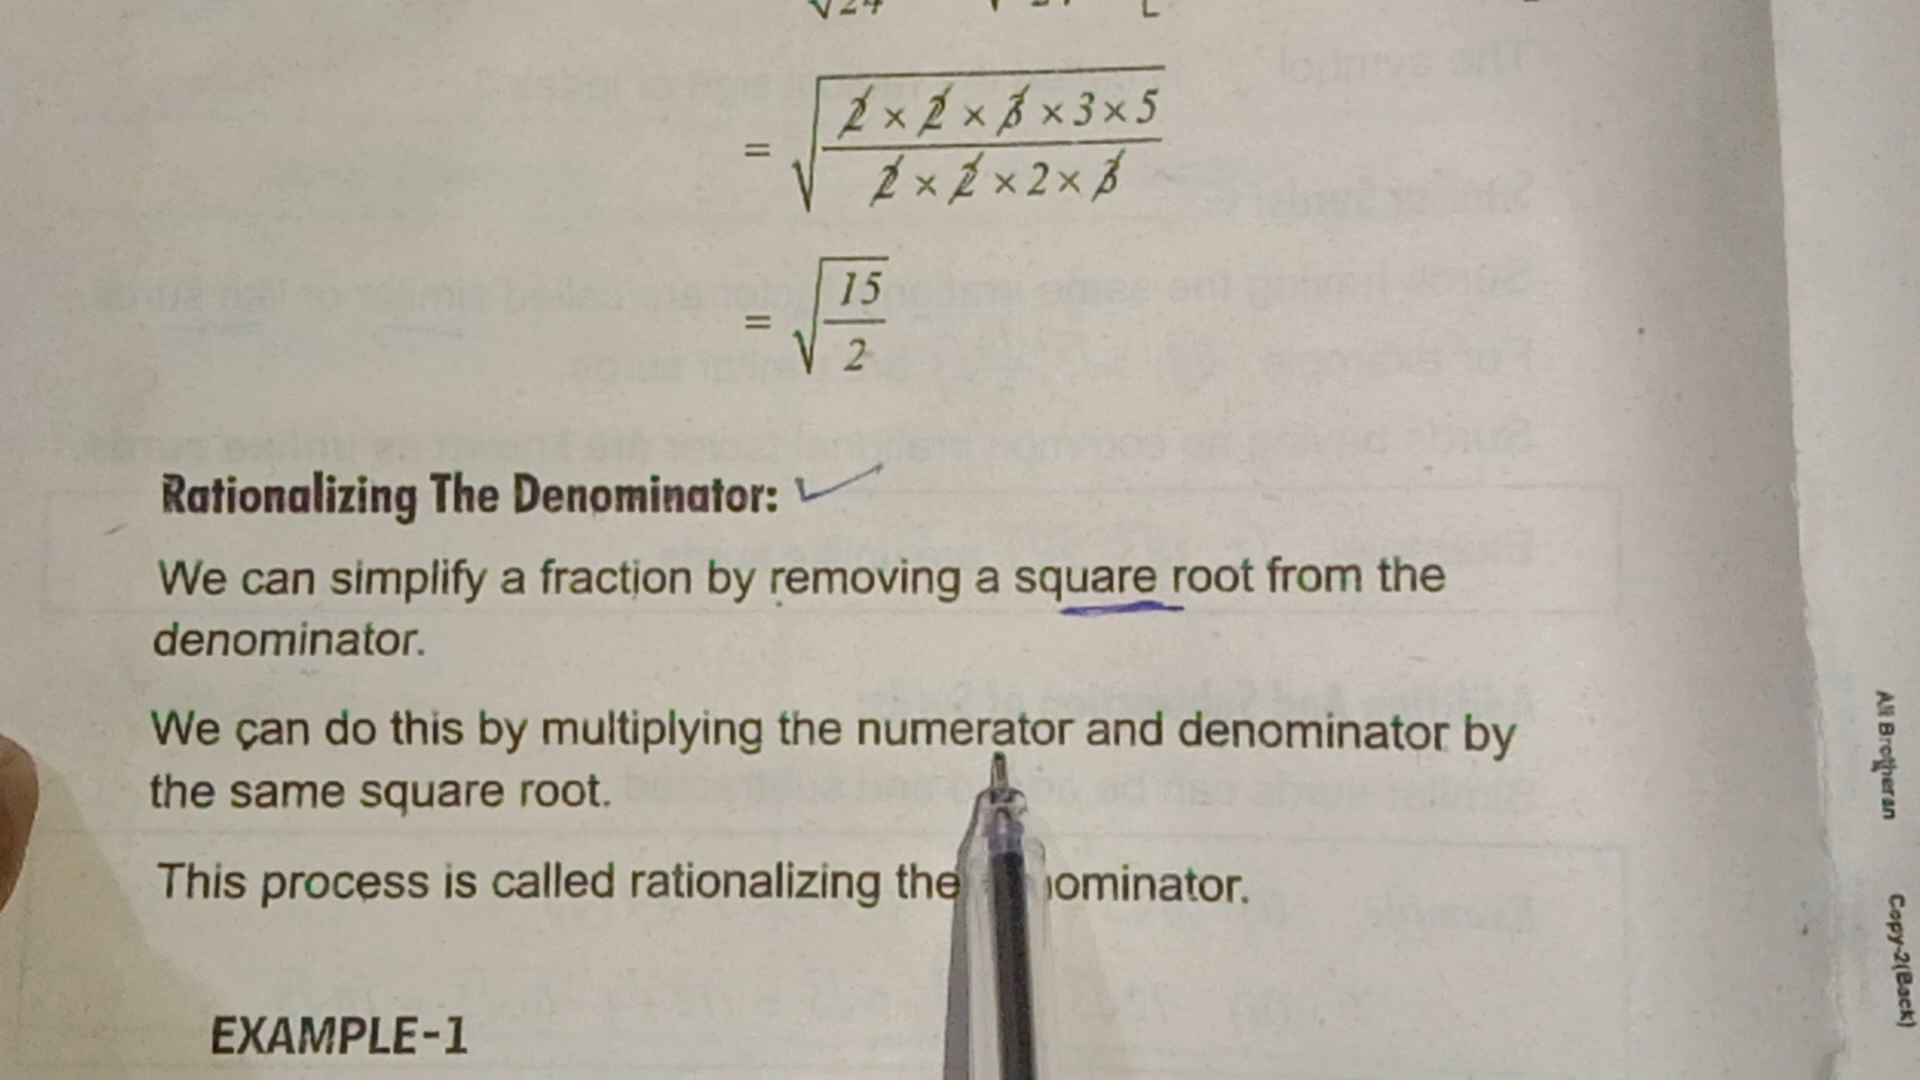 √24
= √(2 × 2 × 3 × 3 × 5 / 2 × 2 × 2 × 3)
= √(15 / 2)
Rationalizing The Denominator:
We can simplify a fraction by removing a square root from the
denominator.
We can do this by multiplying the numerator and denominator by
the same square root.
This process is called rationalizing the ominator.
EXAMPLE-1
Ali Brotheran
Copy-2(Back)